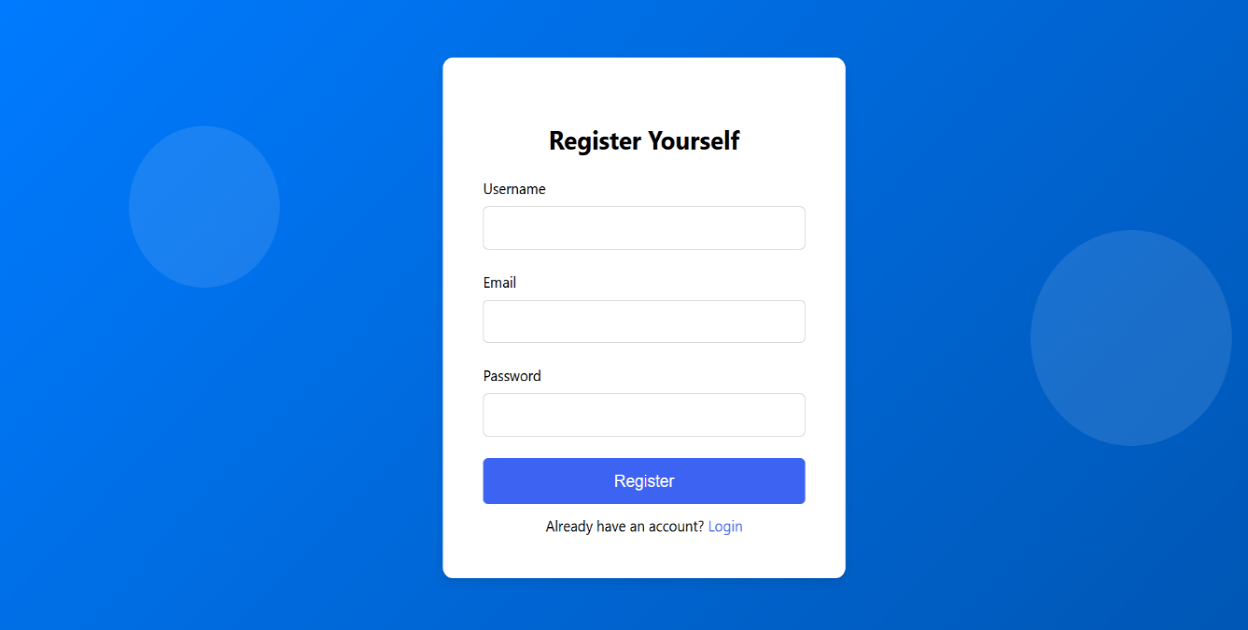 Register Yourself
Username
Email
Password
Register
Already have an account? Login